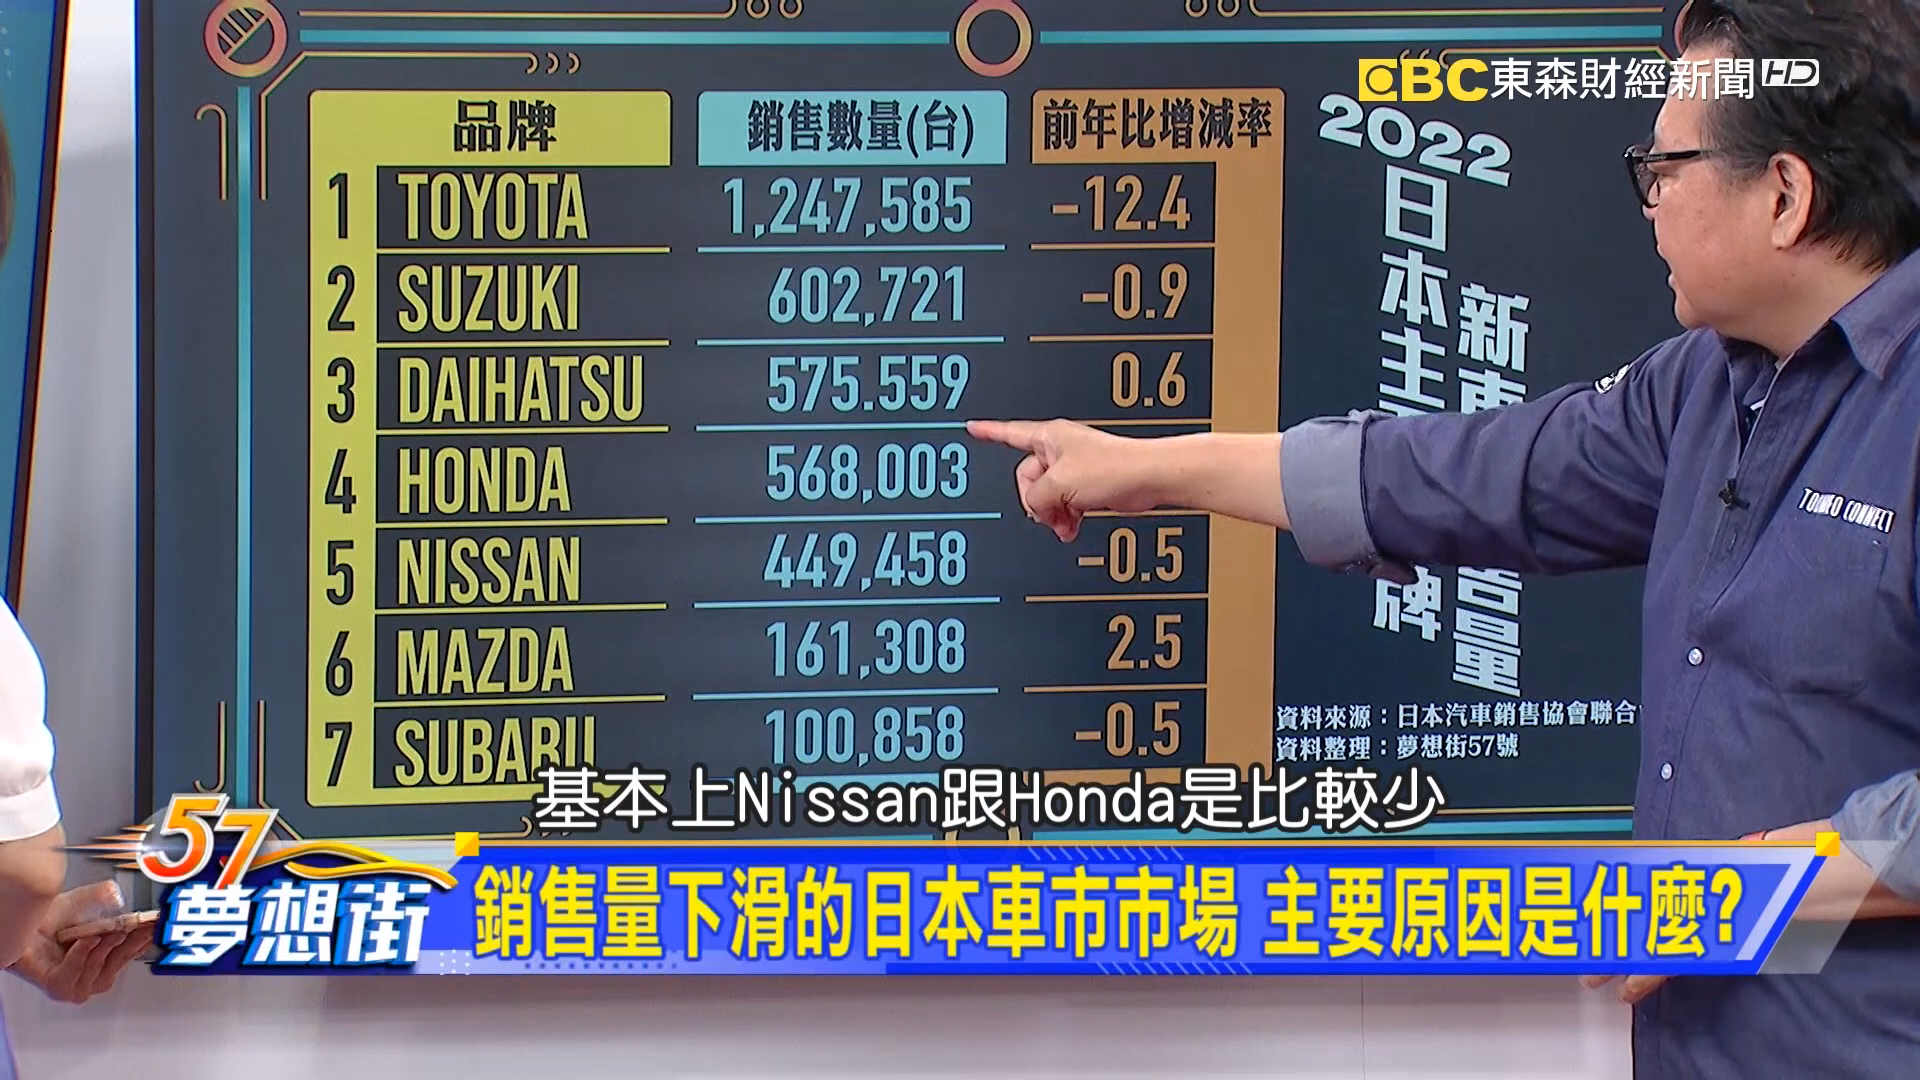 EBC東森財經新聞HD
2022
日本主
牌
新車
售量
品牌 銷售數量(台) 前年比增減率
1 TOYOTA 1,247,585 -12.4
2 SUZUKI 602,721 -0.9
3 DAIHATSU 575.559 0.6
4 HONDA 568,003
5 NISSAN 449,458 -0.5
6 MAZDA 161,308 2.5
7 SUBARU 100,858 -0.5
資料來源：日本汽車銷售協會聯合
資料整理：夢想街57號
TOUKEO CONNECT
基本上Nissan跟Honda是比較少
57夢想街
銷售量下滑的日本車市市場 主要原因是什麼?